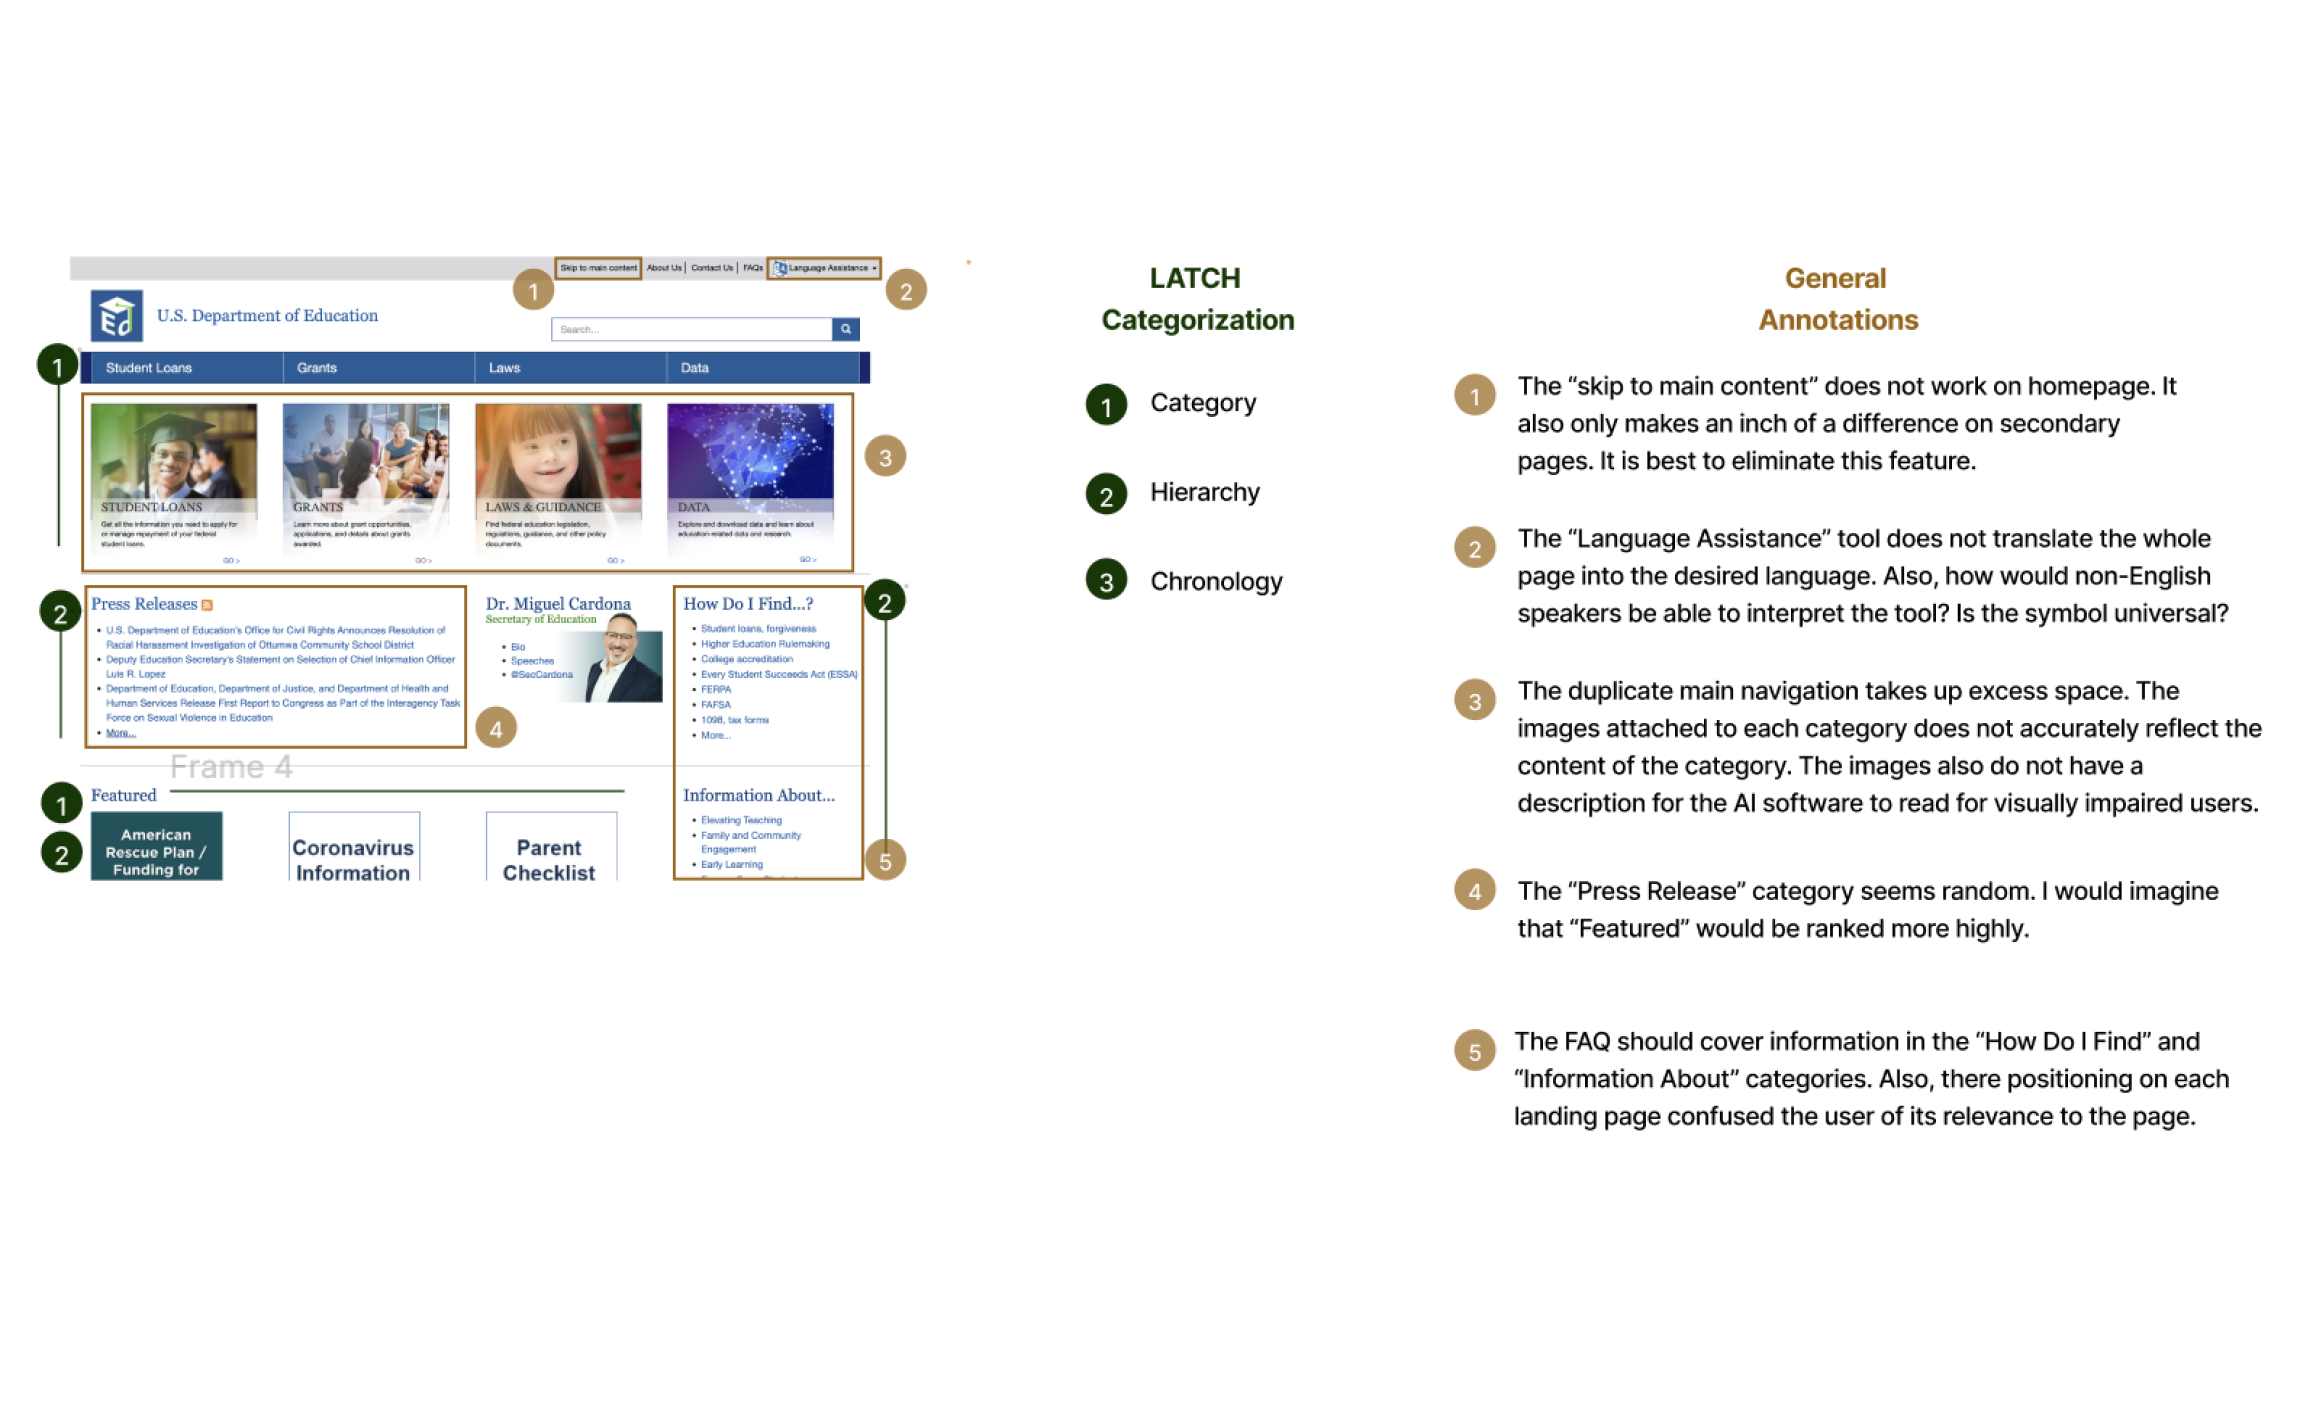 Skip to main content
About Us
Contact Us
FAQs
Language Assistance
1
2
U.S. Department of Education
Search...
1
Student Loans
Grants
Laws
Data
STUDENT LOANS
Get all the information you need to apply for
or manage repayment of your federal
student loans.
GO >
GRANTS
Learn more about grant opportunities,
applications, and details about grants
awarded.
GO >
LAWS & GUIDANCE
Find federal education legislation,
regulations, guidance, and other policy
documents.
GO >
DATA
Explore and download data and learn about
education-related data and research.
GO >
3
2
Press Releases
U.S. Department of Education's Office for Civil Rights Announces Resolution of
Racial Harassment Investigation of Ottumwa Community School District
Deputy Education Secretary's Statement on Selection of Chief Information Officer
Luis R. Lopez
Department of Education, Department of Justice, and Department of Health and
Human Services Release First Report to Congress as Part of the Interagency Task
Force on Sexual Violence in Education
More...
Dr. Miguel Cardona
Secretary of Education
Bio
Speeches
@SecCardona
4
How Do I Find...?
2
Student loans, forgiveness
Higher Education Rulemaking
College accreditation
Every Student Succeeds Act (ESSA)
FERPA
FAFSA
1098, tax forms
More...
Frame 4
1
Featured
2
American
Rescue Plan /
Funding for
Coronavirus
Information
Parent
Checklist
Information About...
Elevating Teaching
Family and Community
Engagement
Early Learning
5
LATCH
Categorization
1 Category
2 Hierarchy
3 Chronology
General
Annotations
1 The “skip to main content” does not work on homepage. It
also only makes an inch of a difference on secondary
pages. It is best to eliminate this feature.
2 The “Language Assistance” tool does not translate the whole
page into the desired language. Also, how would non-English
speakers be able to interpret the tool? Is the symbol universal?
3 The duplicate main navigation takes up excess space. The
images attached to each category does not accurately reflect the
content of the category. The images also do not have a
description for the AI software to read for visually impaired users.
4 The “Press Release” category seems random. I would imagine
that “Featured” would be ranked more highly.
5 The FAQ should cover information in the “How Do I Find” and
“Information About” categories. Also, there positioning on each
landing page confused the user of its relevance to the page.